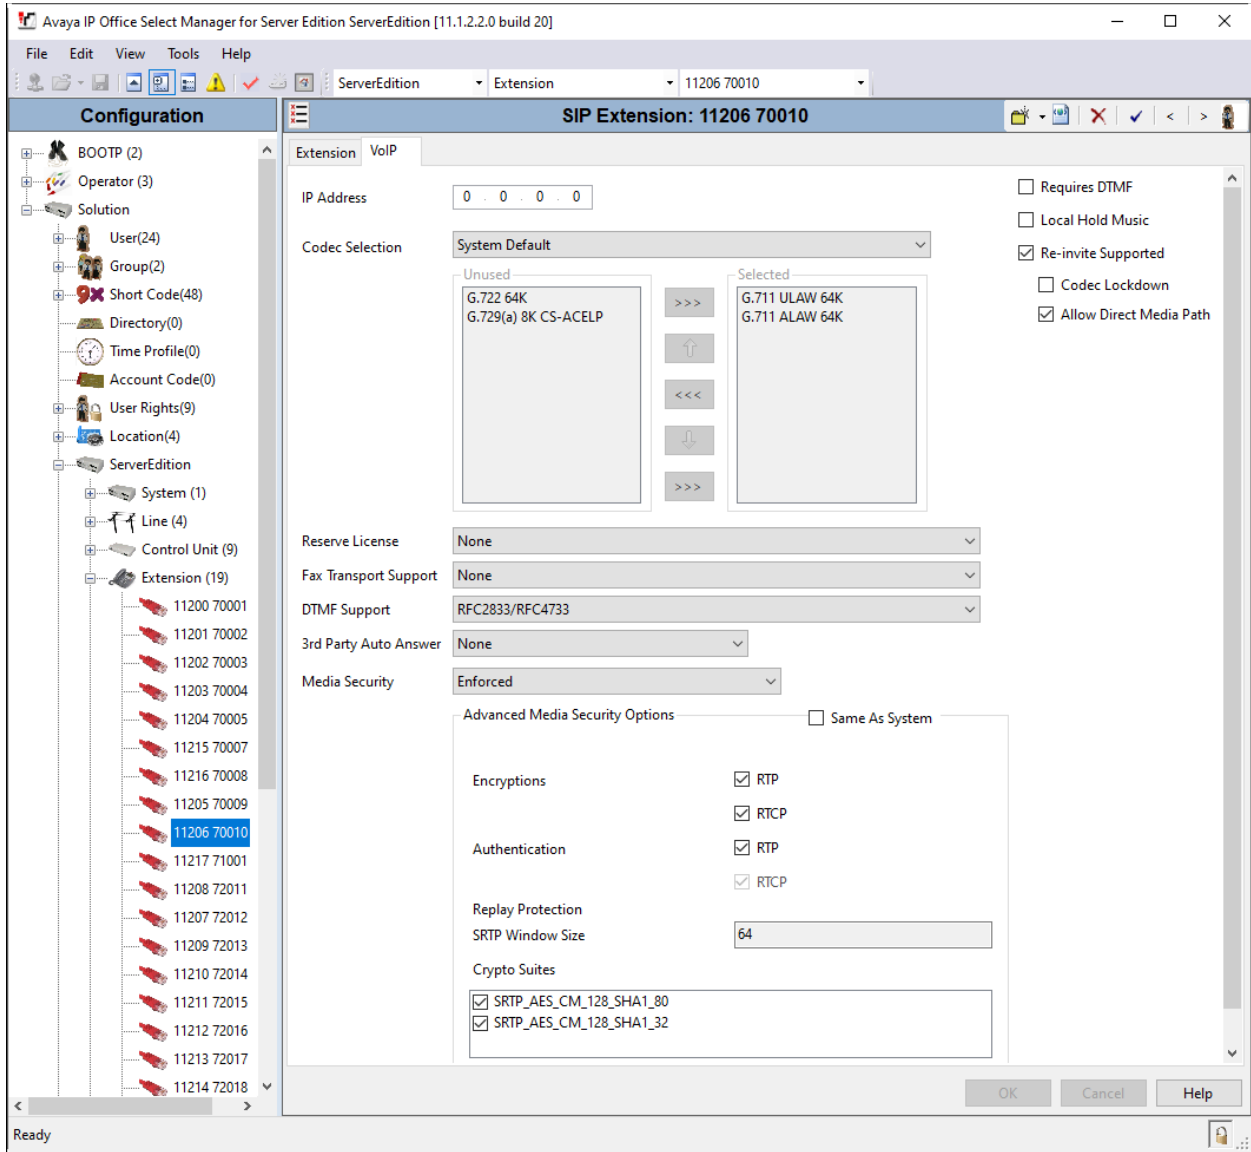 Avaya IP Office Select Manager for Server Edition ServerEdition [11.1.2.2.0 build 20]
File Edit View Tools Help
ServerEdition Extension 11206 70010
Configuration
BOOTP (2)
Operator (3)
Solution
User(24)
Group(2)
Short Code(48)
Directory(0)
Time Profile(0)
Account Code(0)
User Rights(9)
Location(4)
ServerEdition
System (1)
Line (4)
Control Unit (9)
Extension (19)
11200 70001
11201 70002
11202 70003
11203 70004
11204 70005
11215 70007
11216 70008
11205 70009
11206 70010
11217 71001
11208 72011
11207 72012
11209 72013
11210 72014
11211 72015
11212 72016
11213 72017
11214 72018
SIP Extension: 11206 70010
Extension VoIP
IP Address 0 . 0 . 0 . 0
Codec Selection System Default
Unused
G.722 64K
G.729(a) 8K CS-ACELP
>>>
<<<
>>>
Selected
G.711 ULAW 64K
G.711 ALAW 64K
Requires DTMF
Local Hold Music
Re-invite Supported
Codec Lockdown
Allow Direct Media Path
Reserve License None
Fax Transport Support None
DTMF Support RFC2833/RFC4733
3rd Party Auto Answer None
Media Security Enforced
Advanced Media Security Options Same As System
Encryptions RTP
RTCP
Authentication RTP
RTCP
Replay Protection
SRTP Window Size 64
Crypto Suites
SRTP_AES_CM_128_SHA1_80
SRTP_AES_CM_128_SHA1_32
OK Cancel Help
Ready